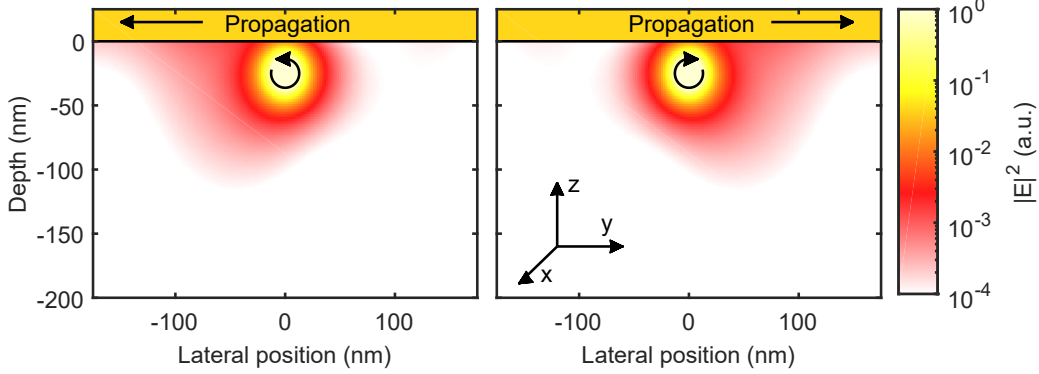 Propagation
Propagation
0
-50
-100
-150
-200
Depth (nm)
-100
0
100
Lateral position (nm)
z
y
x
-100
0
100
Lateral position (nm)
10^0
10^-1
10^-2
10^-3
10^-4
|E|^2 (a.u.)